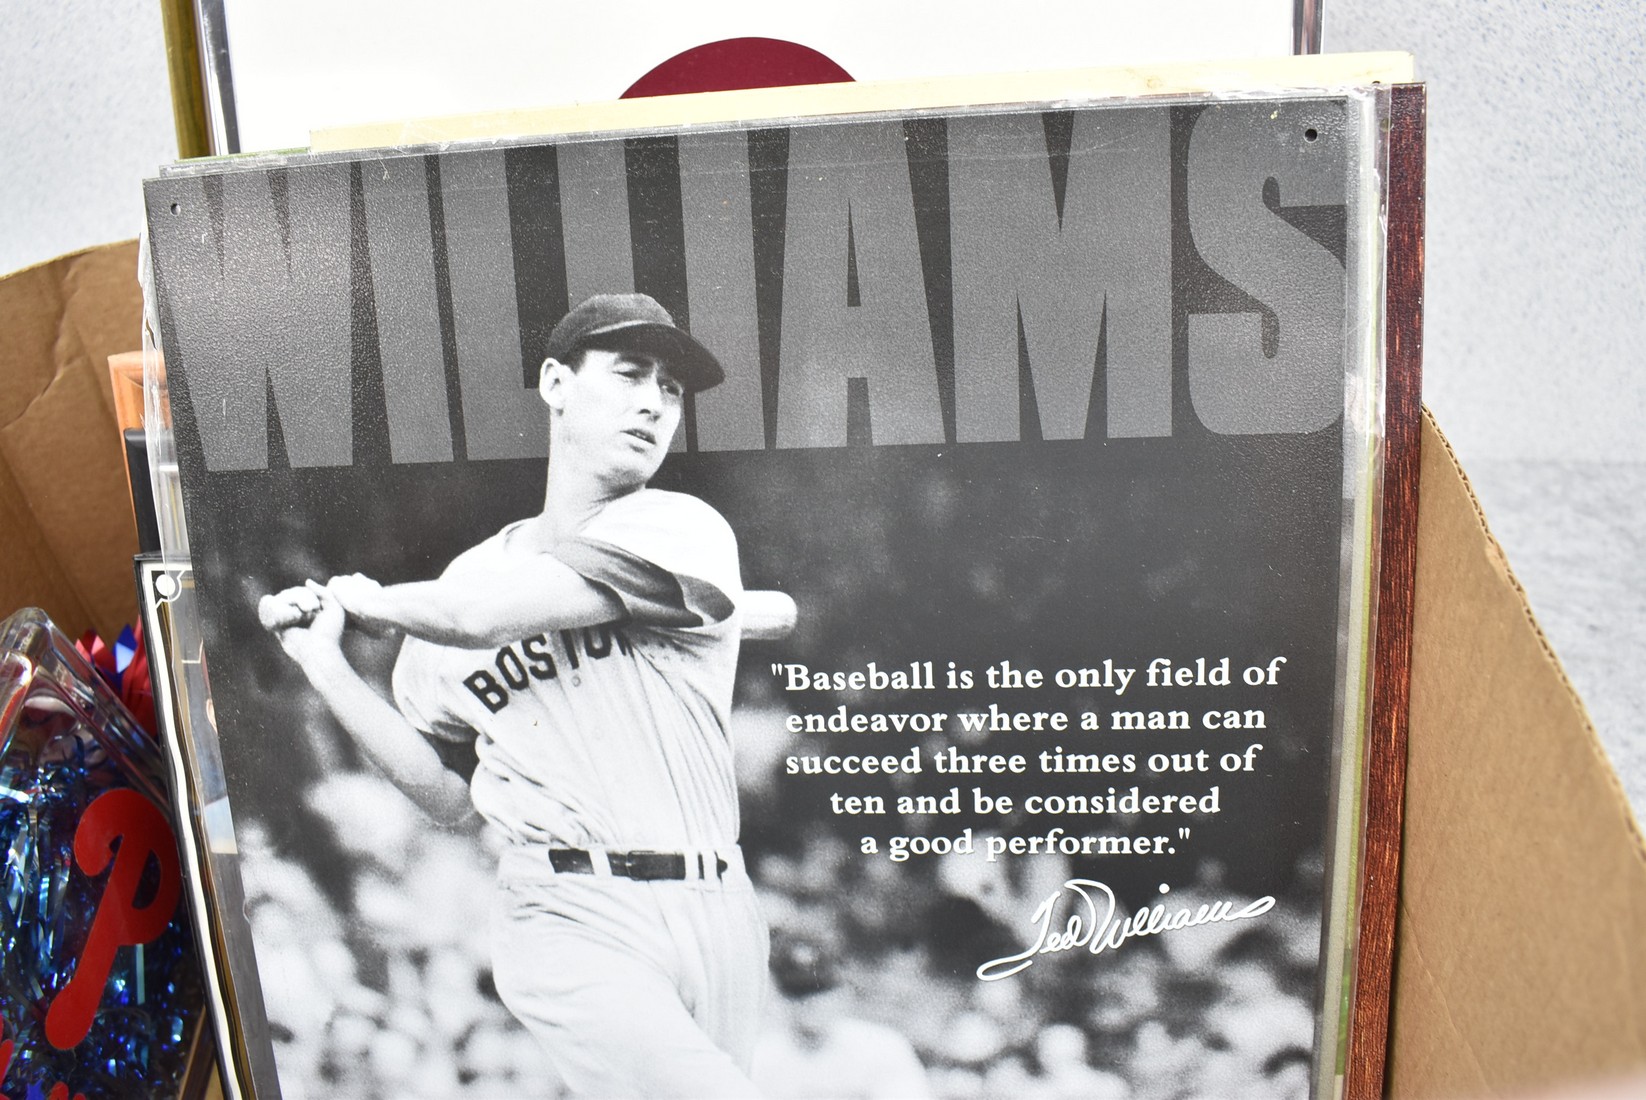 WILLIAMS
BOSTON
"Baseball is the only field of
endeavor where a man can
succeed three times out of
ten and be considered
a good performer."
Ted Williams
P